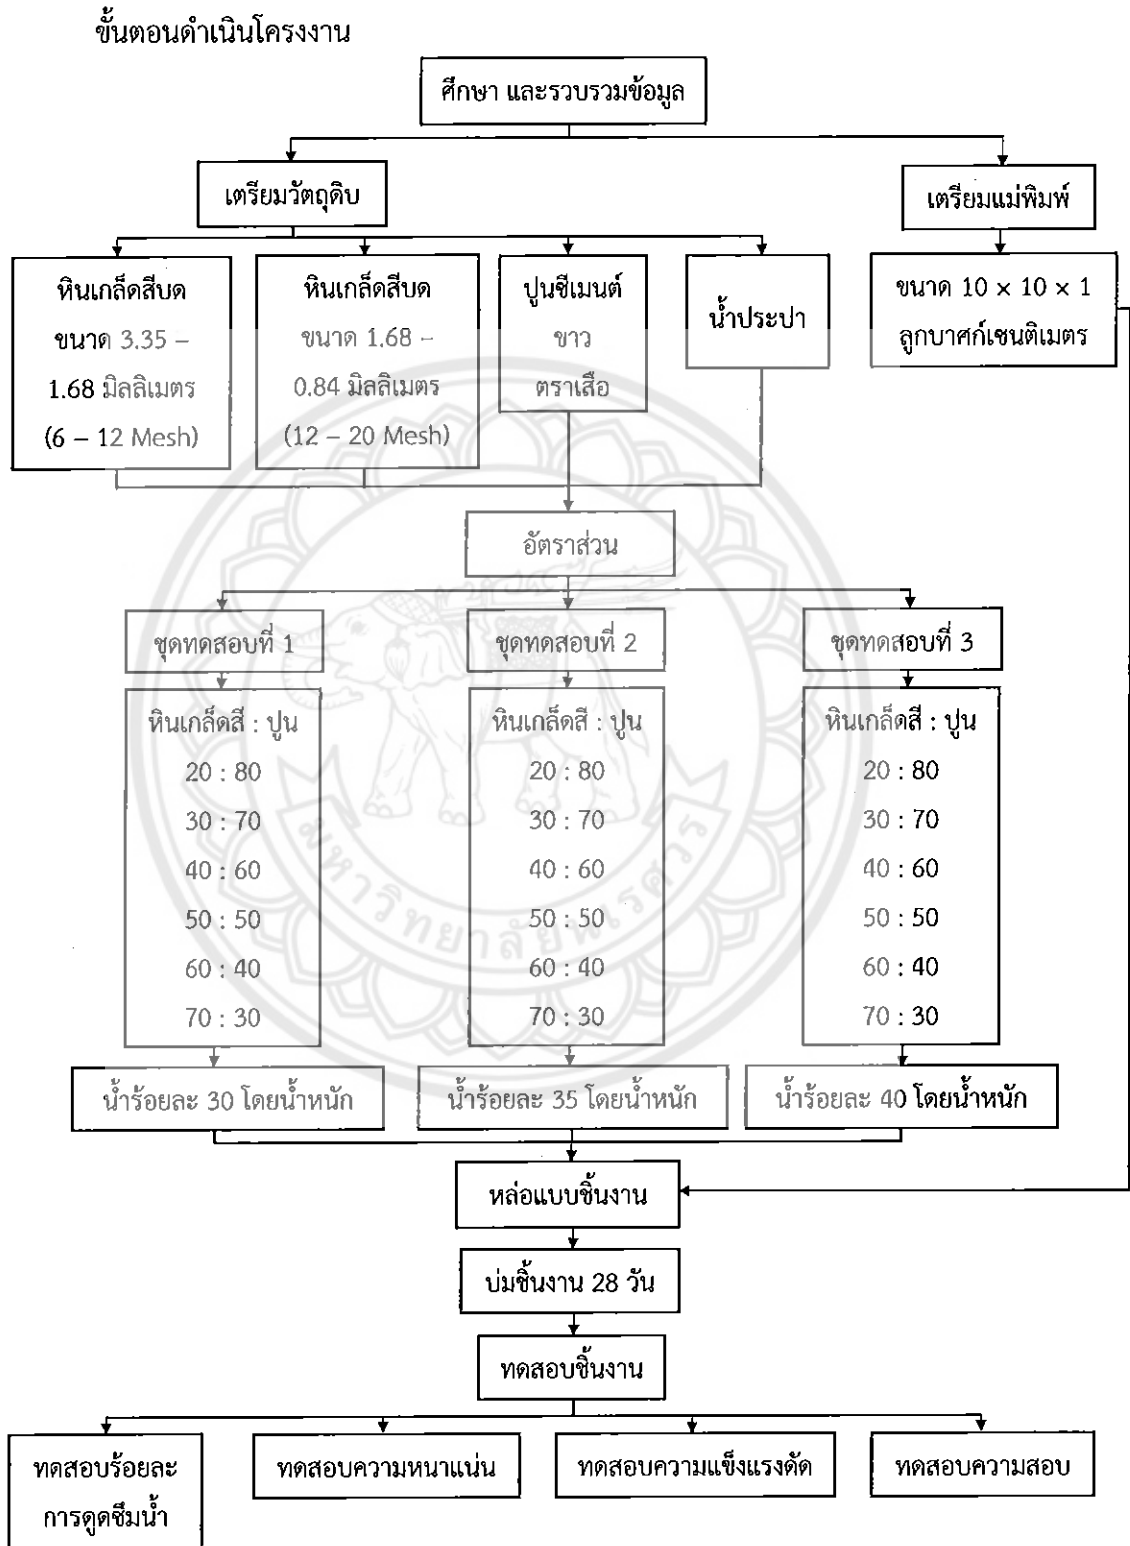 ขั้นตอนดำเนินโครงงาน
ศึกษา และรวบรวมข้อมูล
เตรียมวัตถุดิบ
เตรียมแม่พิมพ์
หินเกล็ดสีบด
ขนาด 3.35 –
1.68 มิลลิเมตร
(6 – 12 Mesh)
หินเกล็ดสีบด
ขนาด 1.68 –
0.84 มิลลิเมตร
(12 – 20 Mesh)
ปูนซีเมนต์
ขาว
ตราเสือ
น้ำประปา
ขนาด 10 × 10 × 1
ลูกบาศก์เซนติเมตร
อัตราส่วน
ชุดทดสอบที่ 1
ชุดทดสอบที่ 2
ชุดทดสอบที่ 3
หินเกล็ดสี : ปูน
20 : 80
30 : 70
40 : 60
50 : 50
60 : 40
70 : 30
หินเกล็ดสี : ปูน
20 : 80
30 : 70
40 : 60
50 : 50
60 : 40
70 : 30
หินเกล็ดสี : ปูน
20 : 80
30 : 70
40 : 60
50 : 50
60 : 40
70 : 30
น้ำร้อยละ 30 โดยน้ำหนัก
น้ำร้อยละ 35 โดยน้ำหนัก
น้ำร้อยละ 40 โดยน้ำหนัก
มหาวิทยาลัยนเรศวร
หล่อแบบชิ้นงาน
บ่มชิ้นงาน 28 วัน
ทดสอบชิ้นงาน
ทดสอบร้อยละ
การดูดซึมน้ำ
ทดสอบความหนาแน่น
ทดสอบความแข็งแรงดัด
ทดสอบความสอบ